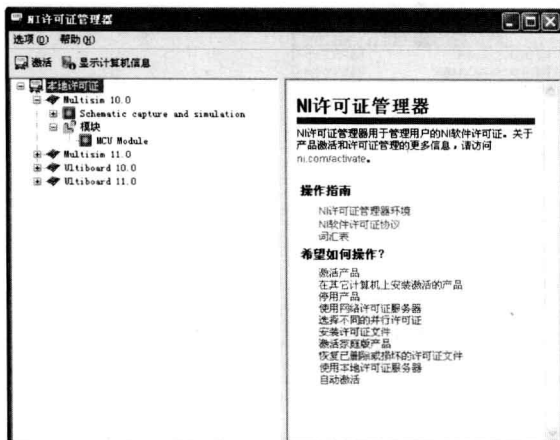 NI许可证管理器
选项(O) 帮助(H)
激活 显示计算机信息
本地许可证
Multisim 10.0
Schematic capture and simulation
模块
MCU Module
Multisim 11.0
Ultiboard 10.0
Ultiboard 11.0
NI许可证管理器
NI许可证管理器用于管理用户的NI软件许可证。关于
产品激活和许可证管理的更多信息,请访问
ni.com/activate。
操作指南
NI许可证管理器环境
NI软件许可证协议
词汇表
希望如何操作?
激活产品
在其它计算机上安装激活的产品
停用产品
使用网络许可证服务器
选择不同的并行许可证
安装许可证文件
激活家庭版产品
恢复已删除或损坏的许可证文件
使用本地许可证服务器
自动激活